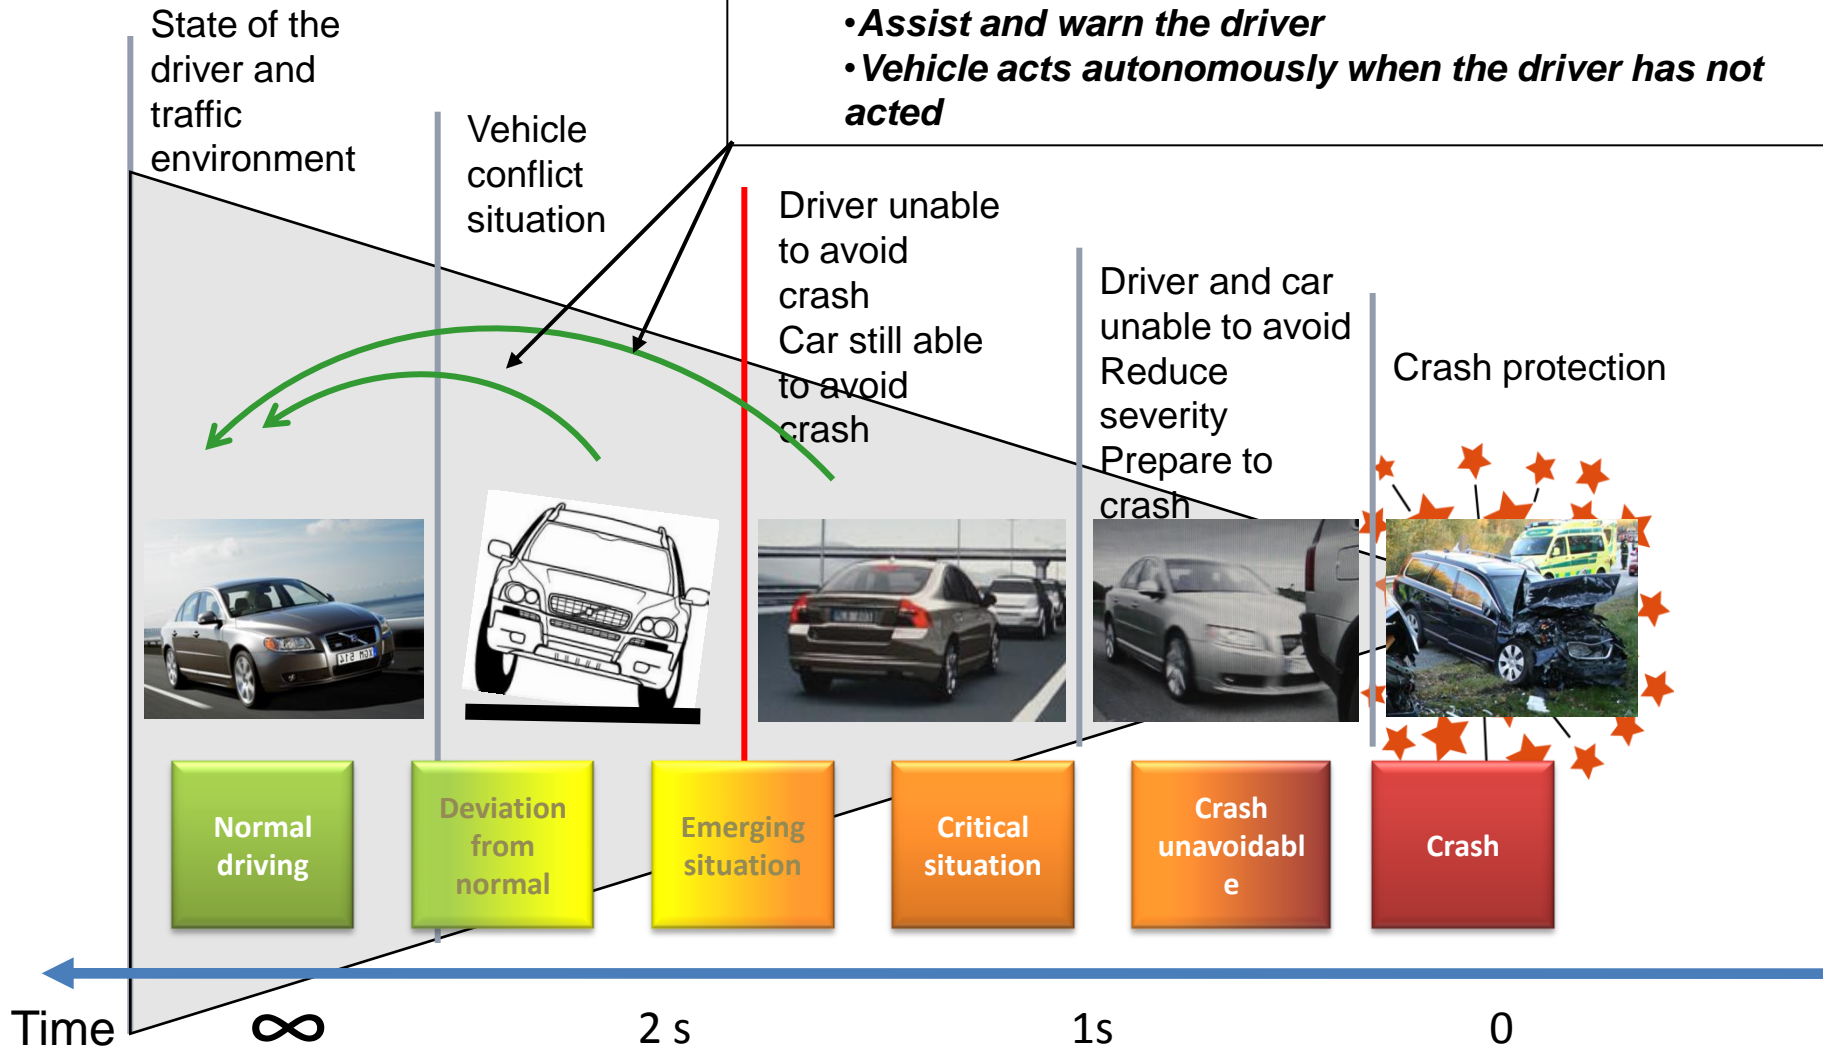 State of the
driver and
traffic
environment
Vehicle
conflict
situation
•Assist and warn the driver
•Vehicle acts autonomously when the driver has not
acted
Driver unable
to avoid
crash
Car still able
to avoid
crash
Driver and car
unable to avoid
Reduce
severity
Prepare to
crash
Crash protection
Normal
driving
Deviation
from
normal
Emerging
situation
Critical
situation
Crash
unavoidabl
e
Crash
Time
∞
2 s
1s
0